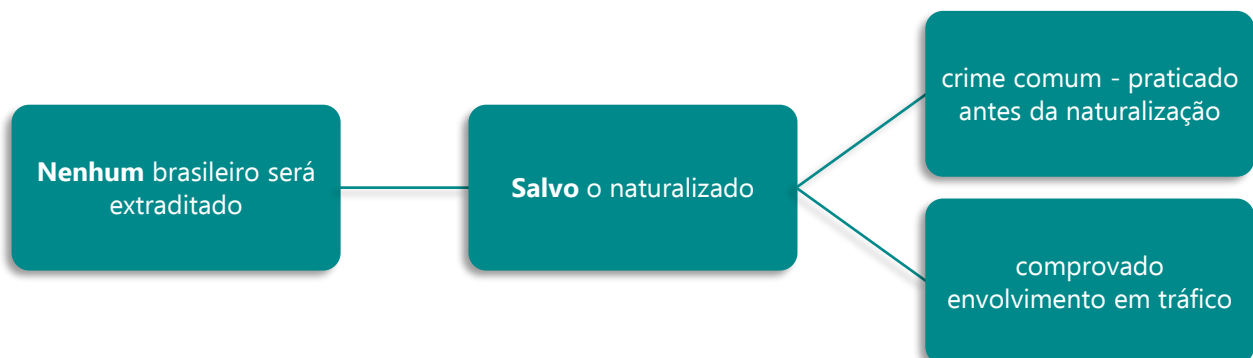 Nenhum brasileiro será
extraditado
Salvo o naturalizado
crime comum - praticado
antes da naturalização
comprovado
envolvimento em tráfico